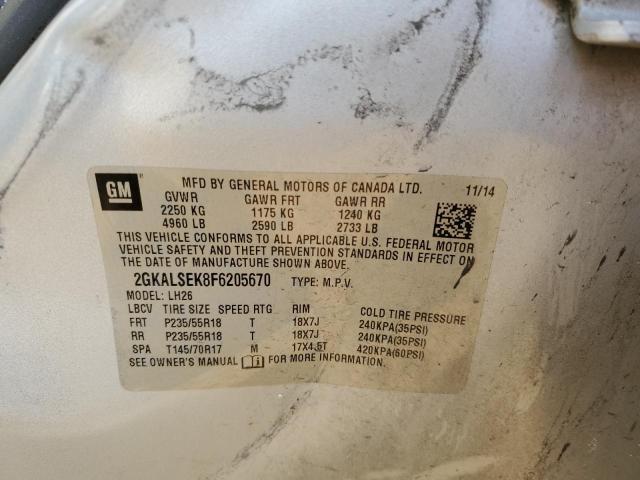 GM
MFD BY GENERAL MOTORS OF CANADA LTD. 11/14
GVWR GAWR FRT GAWR RR
2250 KG 1175 KG 1240 KG
4960 LB 2590 LB 2733 LB
THIS VEHICLE CONFORMS TO ALL APPLICABLE U.S. FEDERAL MOTOR
VEHICLE SAFETY AND THEFT PREVENTION STANDARDS IN EFFECT ON
THE DATE OF MANUFACTURE SHOWN ABOVE.
2GKALSEK8F6205670 TYPE: M.P.V.
MODEL: LH26
LBCV TIRE SIZE SPEED RTG RIM COLD TIRE PRESSURE
FRT P235/55R18 T 18X7J 240KPA(35PSI)
RR P235/55R18 T 18X7J 240KPA(35PSI)
SPA T145/70R17 M 17X4.5T 420KPA(60PSI)
SEE OWNER'S MANUAL FOR MORE INFORMATION.